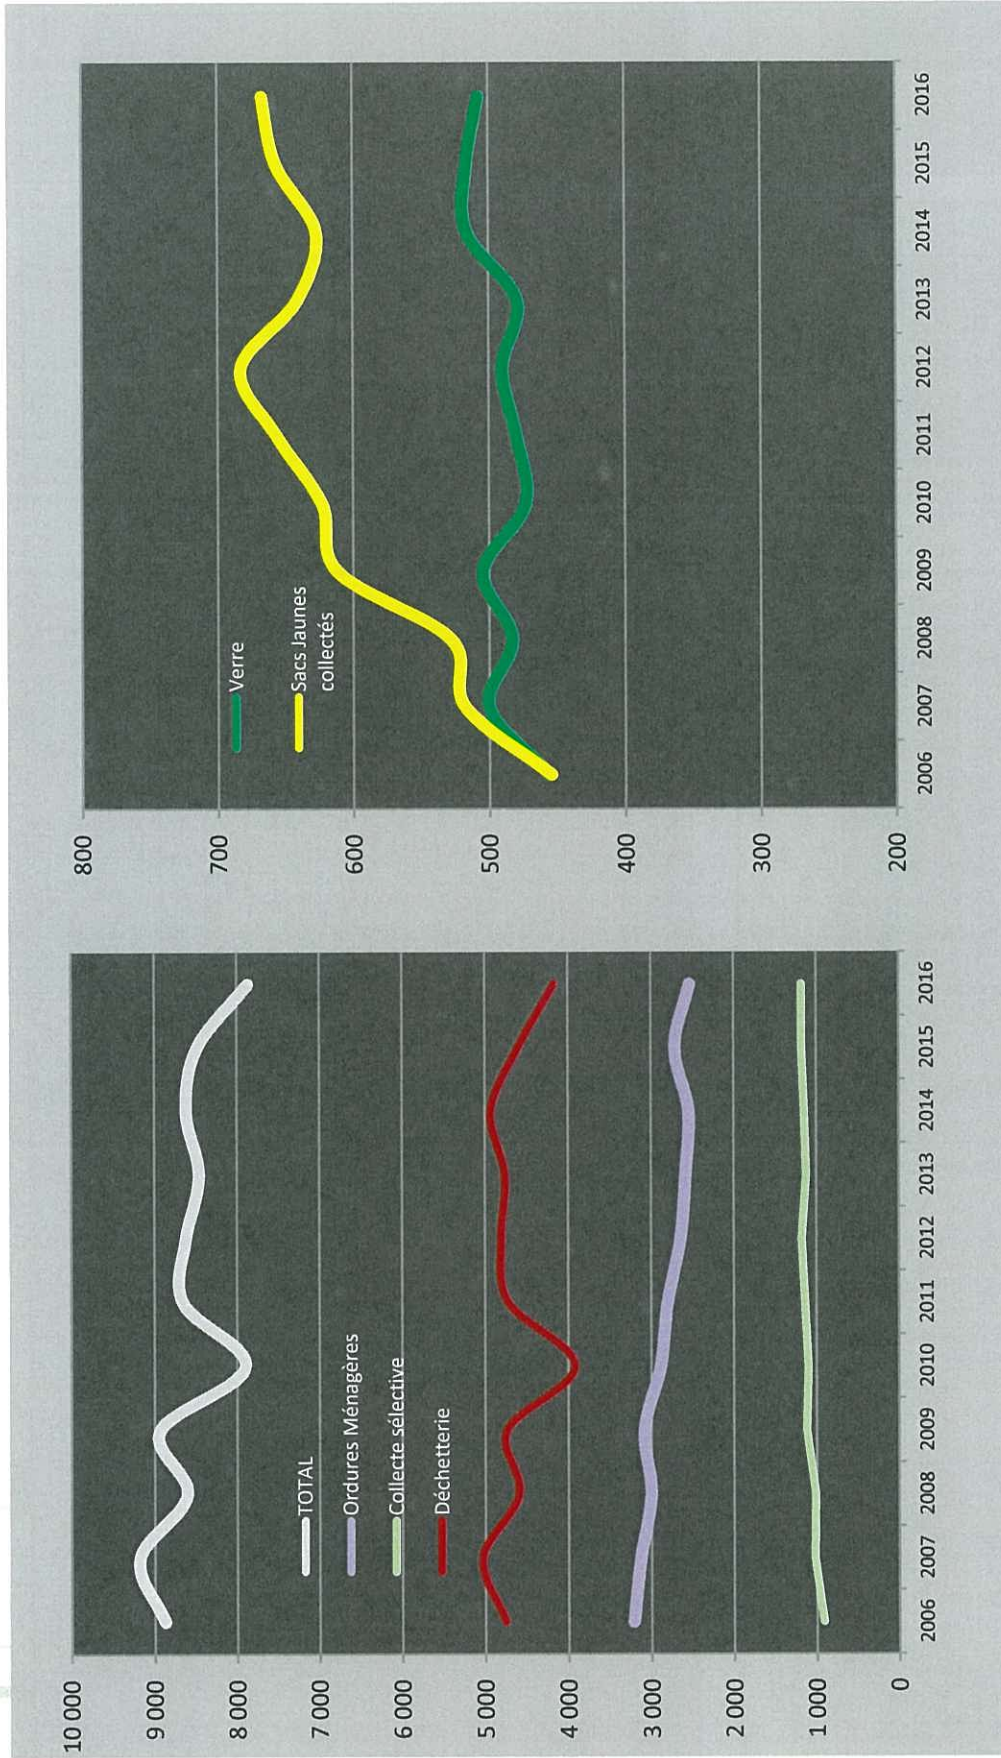 10 000
9 000
8 000
7 000
6 000
5 000
4 000
3 000
2 000
1 000
0
TOTAL
Ordures Ménagères
Collecte sélective
Déchetterie
2006 2007 2008 2009 2010 2011 2012 2013 2014 2015 2016
800
700
600
500
400
300
200
Verre
Sacs Jaunes
collectés
2006 2007 2008 2009 2010 2011 2012 2013 2014 2015 2016